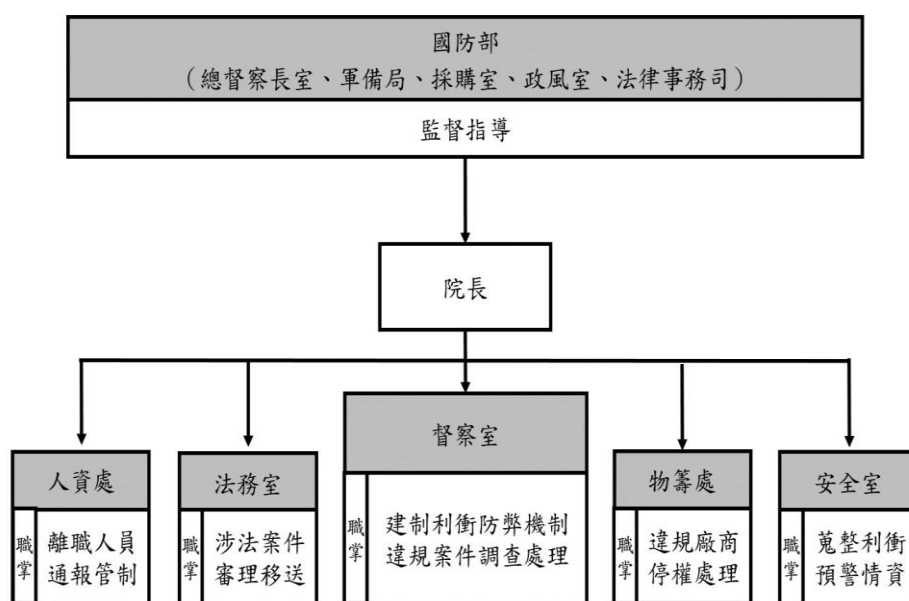 國防部
（總督察長室、軍備局、採購室、政風室、法律事務司）
監督指導
院長
人資處
職掌
離職人員
通報管制
法務室
職掌
涉法案件
審理移送
督察室
職掌
建制利衝防弊機制
違規案件調查處理
物籌處
職掌
違規廠商
停權處理
安全室
職掌
蒐整利衝
預警情資